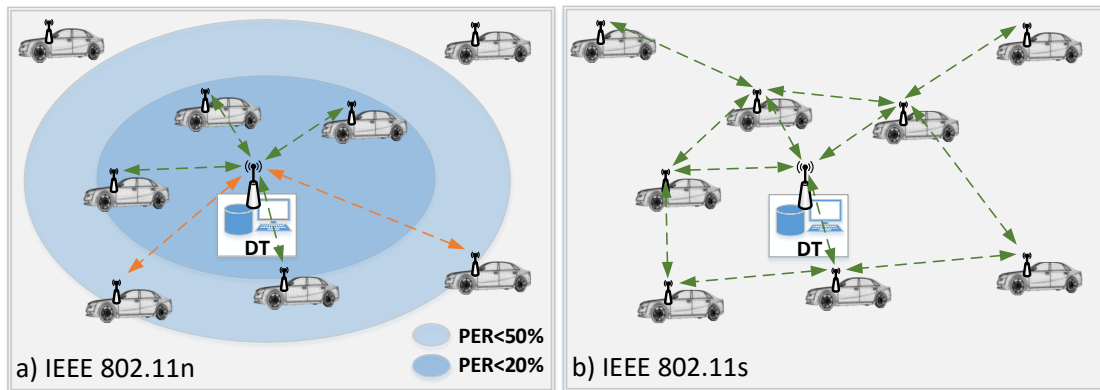 DT
PER<50%
PER<20%
a) IEEE 802.11n
DT
b) IEEE 802.11s